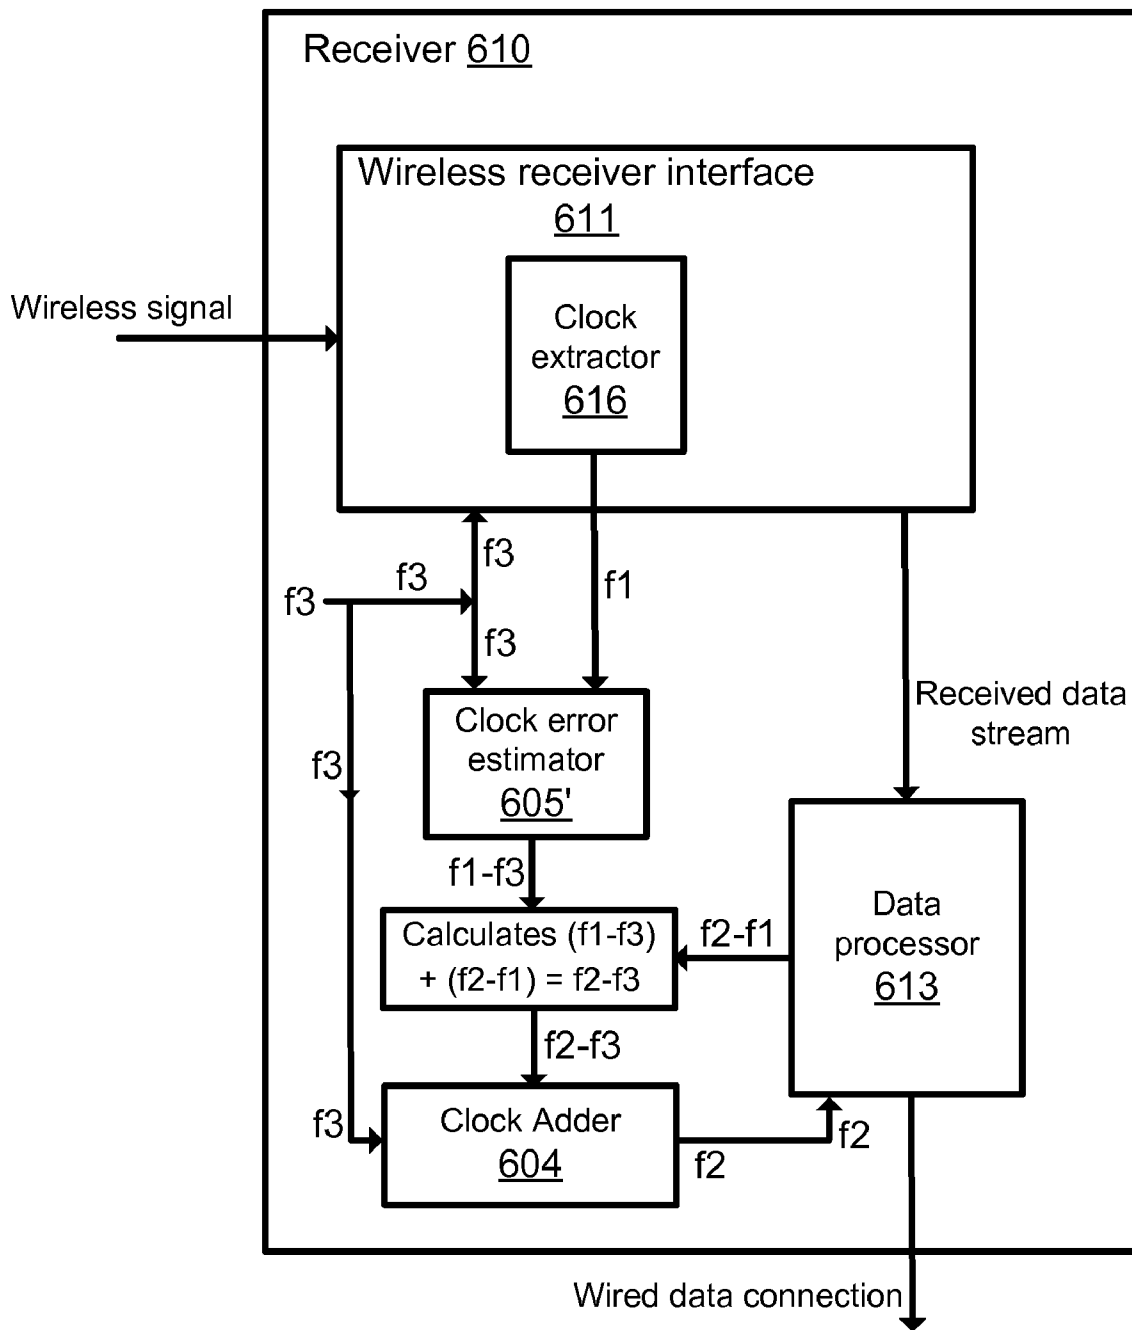 Receiver 610
Wireless receiver interface
611
Wireless signal
Clock
extractor
616
f3
f3
f3
f1
f3
Received data
stream
Clock error
estimator
605'
f3
f1-f3
Calculates (f1-f3)
+ (f2-f1) = f2-f3
f2-f1
Data
processor
613
f2-f3
f3
Clock Adder
604
f2
f2
Wired data connection